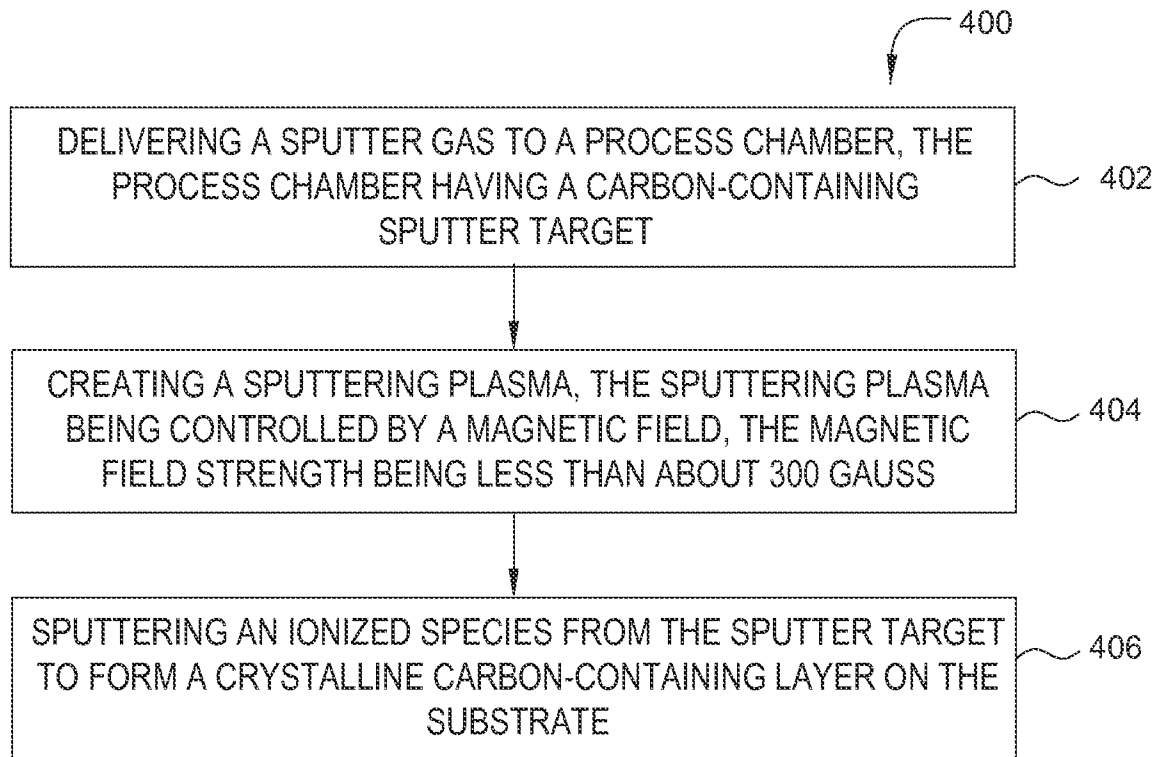 400
DELIVERING A SPUTTER GAS TO A PROCESS CHAMBER, THE
PROCESS CHAMBER HAVING A CARBON-CONTAINING
SPUTTER TARGET
402
CREATING A SPUTTERING PLASMA, THE SPUTTERING PLASMA
BEING CONTROLLED BY A MAGNETIC FIELD, THE MAGNETIC
FIELD STRENGTH BEING LESS THAN ABOUT 300 GAUSS
404
SPUTTERING AN IONIZED SPECIES FROM THE SPUTTER TARGET
TO FORM A CRYSTALLINE CARBON-CONTAINING LAYER ON THE
SUBSTRATE
406